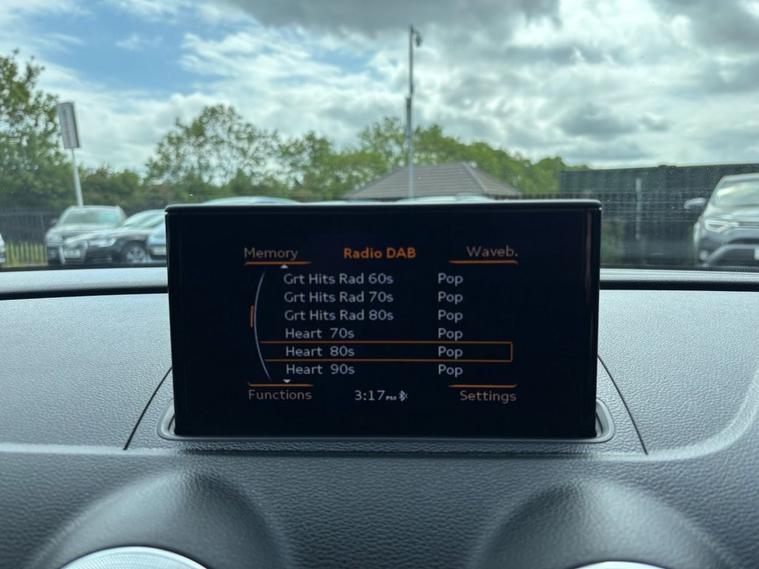 Memory Radio DAB Waveb.
Grt Hits Rad 60s Pop
Grt Hits Rad 70s Pop
Grt Hits Rad 80s Pop
Heart 70s Pop
Heart 80s Pop
Heart 90s Pop
Functions 3:17 PM Settings